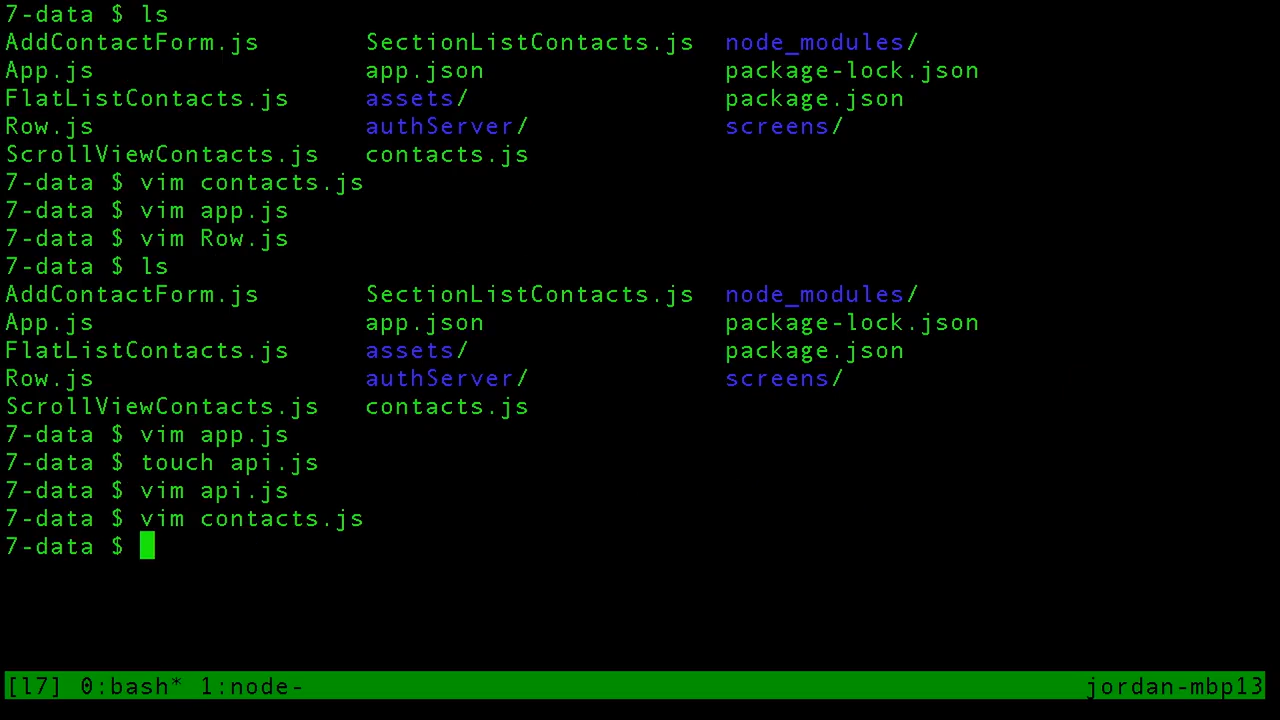 7-data $ ls
AddContactForm.js SectionListContacts.js node_modules/
App.js app.json package-lock.json
FlatListContacts.js assets/ package.json
Row.js authServer/ screens/
ScrollViewContacts.js contacts.js
7-data $ vim contacts.js
7-data $ vim app.js
7-data $ vim Row.js
7-data $ ls
AddContactForm.js SectionListContacts.js node_modules/
App.js app.json package-lock.json
FlatListContacts.js assets/ package.json
Row.js authServer/ screens/
ScrollViewContacts.js contacts.js
7-data $ vim app.js
7-data $ touch api.js
7-data $ vim api.js
7-data $ vim contacts.js
7-data $
[l7] 0:bash* 1:node- jordan-mbp13